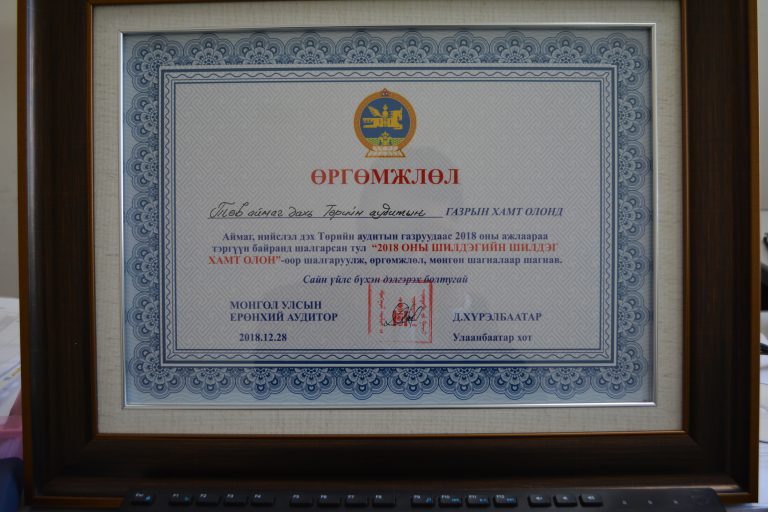 ӨРГӨМЖЛӨЛ
Төв аймаг дахь Төрийн аудитын ГАЗРЫН ХАМТ ОЛОНД
Аймаг, нийслэл дэх Төрийн аудитын газруудаас 2018 оны ажлаараа
тэргүүн байранд шалгарсан тул "2018 ОНЫ ШИЛДЭГИЙН ШИЛДЭГ
ХАМТ ОЛОН"-оор шалгаруулж, өргөмжлөл, мөнгөн шагналаар шагнав.
Сайн үйлс бүхэн дэлгэрэх болтугай
МОНГОЛ УЛСЫН
ЕРӨНХИЙ АУДИТОР Д.ХҮРЭЛБААТАР
2018.12.28 Улаанбаатар хот